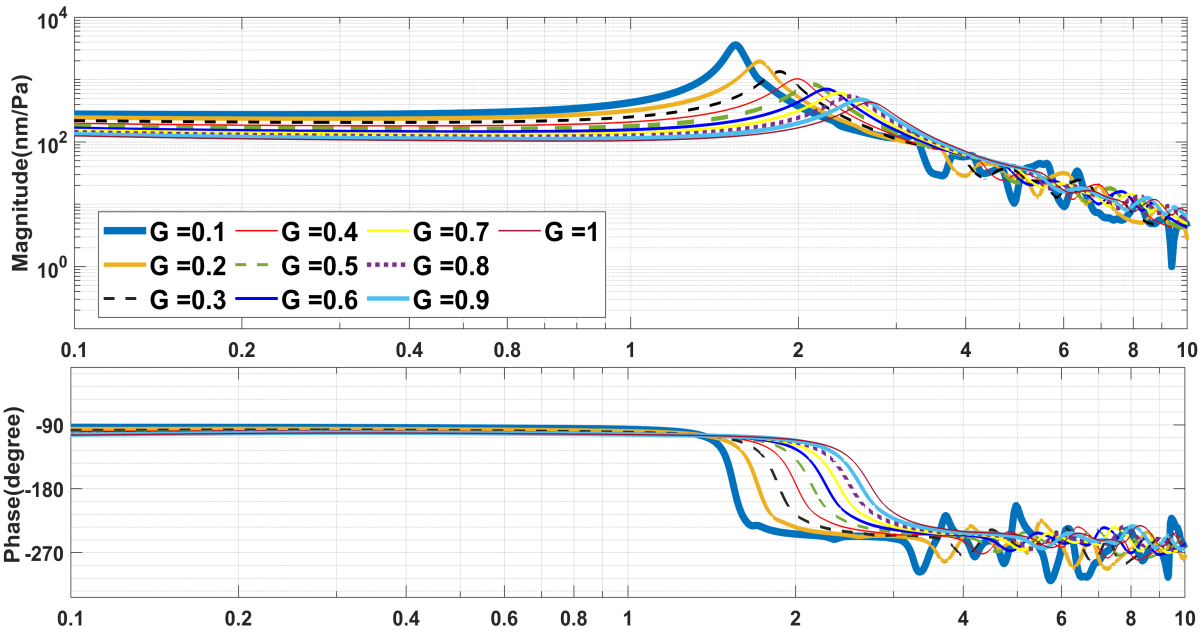 10^4
10^2
10^0
Magnitude(nm/Pa)
G =0.1 G =0.4 G =0.7 G =1
G =0.2 G =0.5 G =0.8
G =0.3 G =0.6 G =0.9
0.1 0.2 0.4 0.6 0.8 1 2 4 6 8 10
-90
-180
-270
Phase(degree)
0.1 0.2 0.4 0.6 0.8 1 2 4 6 8 10